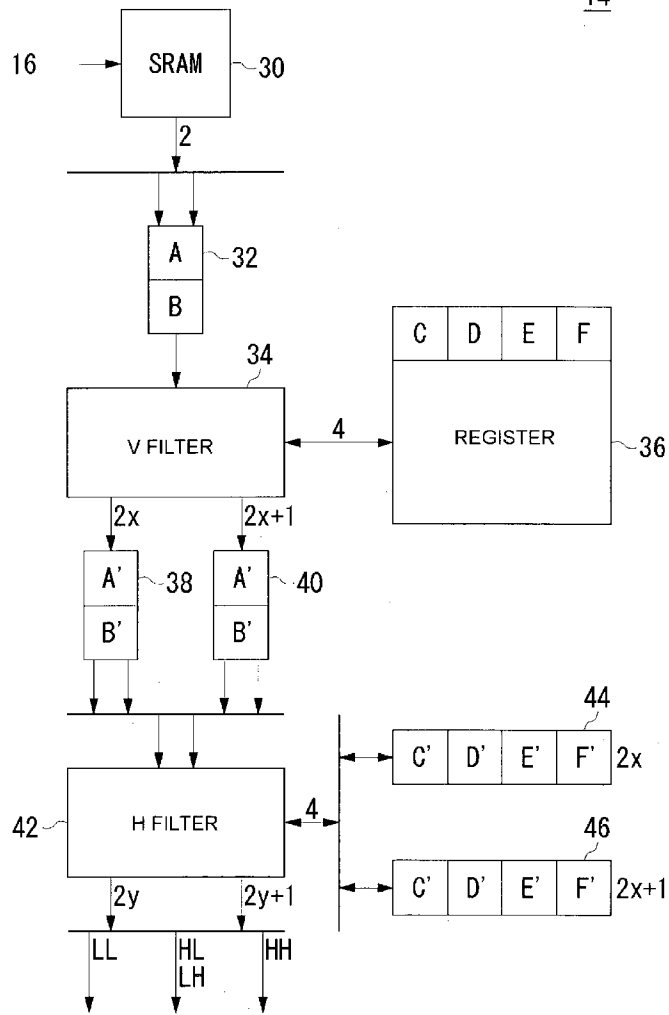 14
16
SRAM
30
2
A
32
B
C D E F
34
V FILTER
4
REGISTER
36
2x
2x+1
A'
38
A'
40
B'
B'
44
C' D' E' F'
2x
42
H FILTER
4
46
C' D' E' F'
2x+1
2y
2y+1
LL
HL
LH
HH